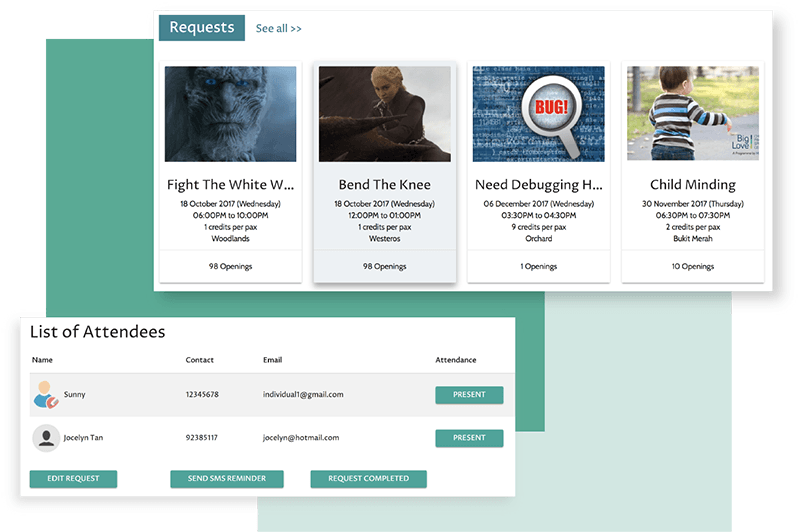 Requests See all >>
BUG!
Big
Love!
Fight The White W... Bend The Knee Need Debugging H... Child Minding
18 October 2017 (Wednesday) 18 October 2017 (Wednesday) 06 December 2017 (Wednesday) 30 November 2017 (Thursday)
06:00PM to 10:00PM 12:00PM to 01:00PM 03:30PM to 04:30PM 06:30PM to 07:30PM
1 credits per pax 1 credits per pax 9 credits per pax 2 credits per pax
Woodlands Westeros Orchard Bukit Merah
98 Openings 98 Openings 1 Openings 10 Openings
List of Attendees
Name Contact Email Attendance
Sunny 12345678 individual1@gmail.com PRESENT
Jocelyn Tan 92385117 jocelyn@hotmail.com PRESENT
EDIT REQUEST SEND SMS REMINDER REQUEST COMPLETED